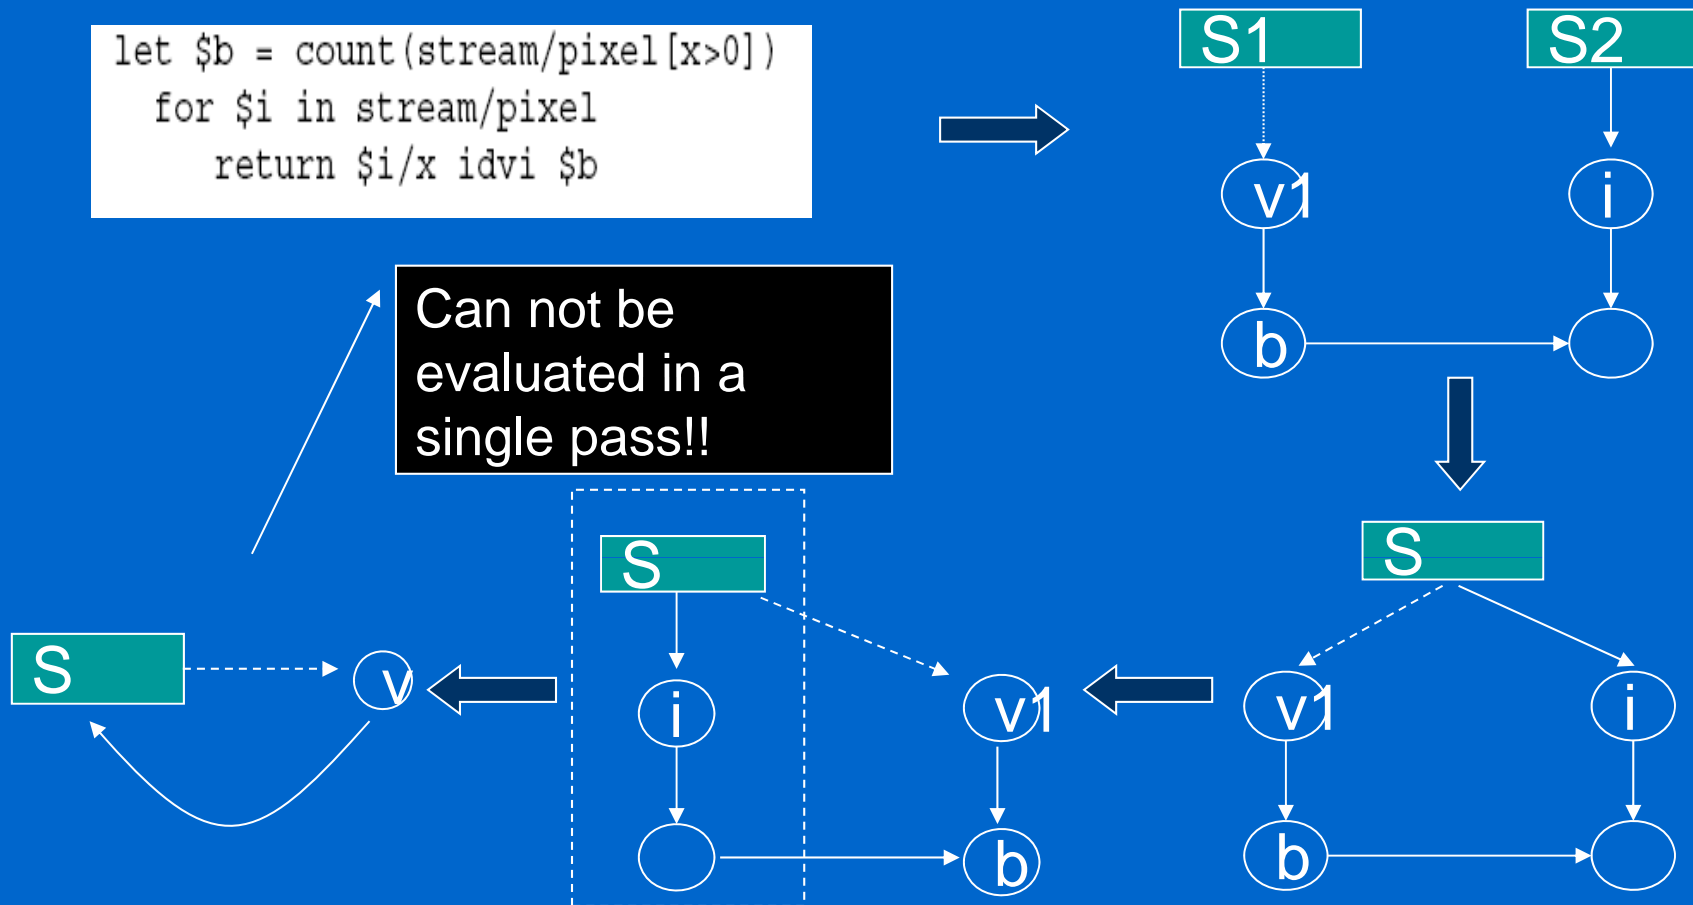 let $b = count(stream/pixel[x>0])
for $i in stream/pixel
return $i/x idvi $b
S1
S2
v1
i
b
Can not be
evaluated in a
single pass!!
S
v1
i
b
S
i
v1
b
S
v